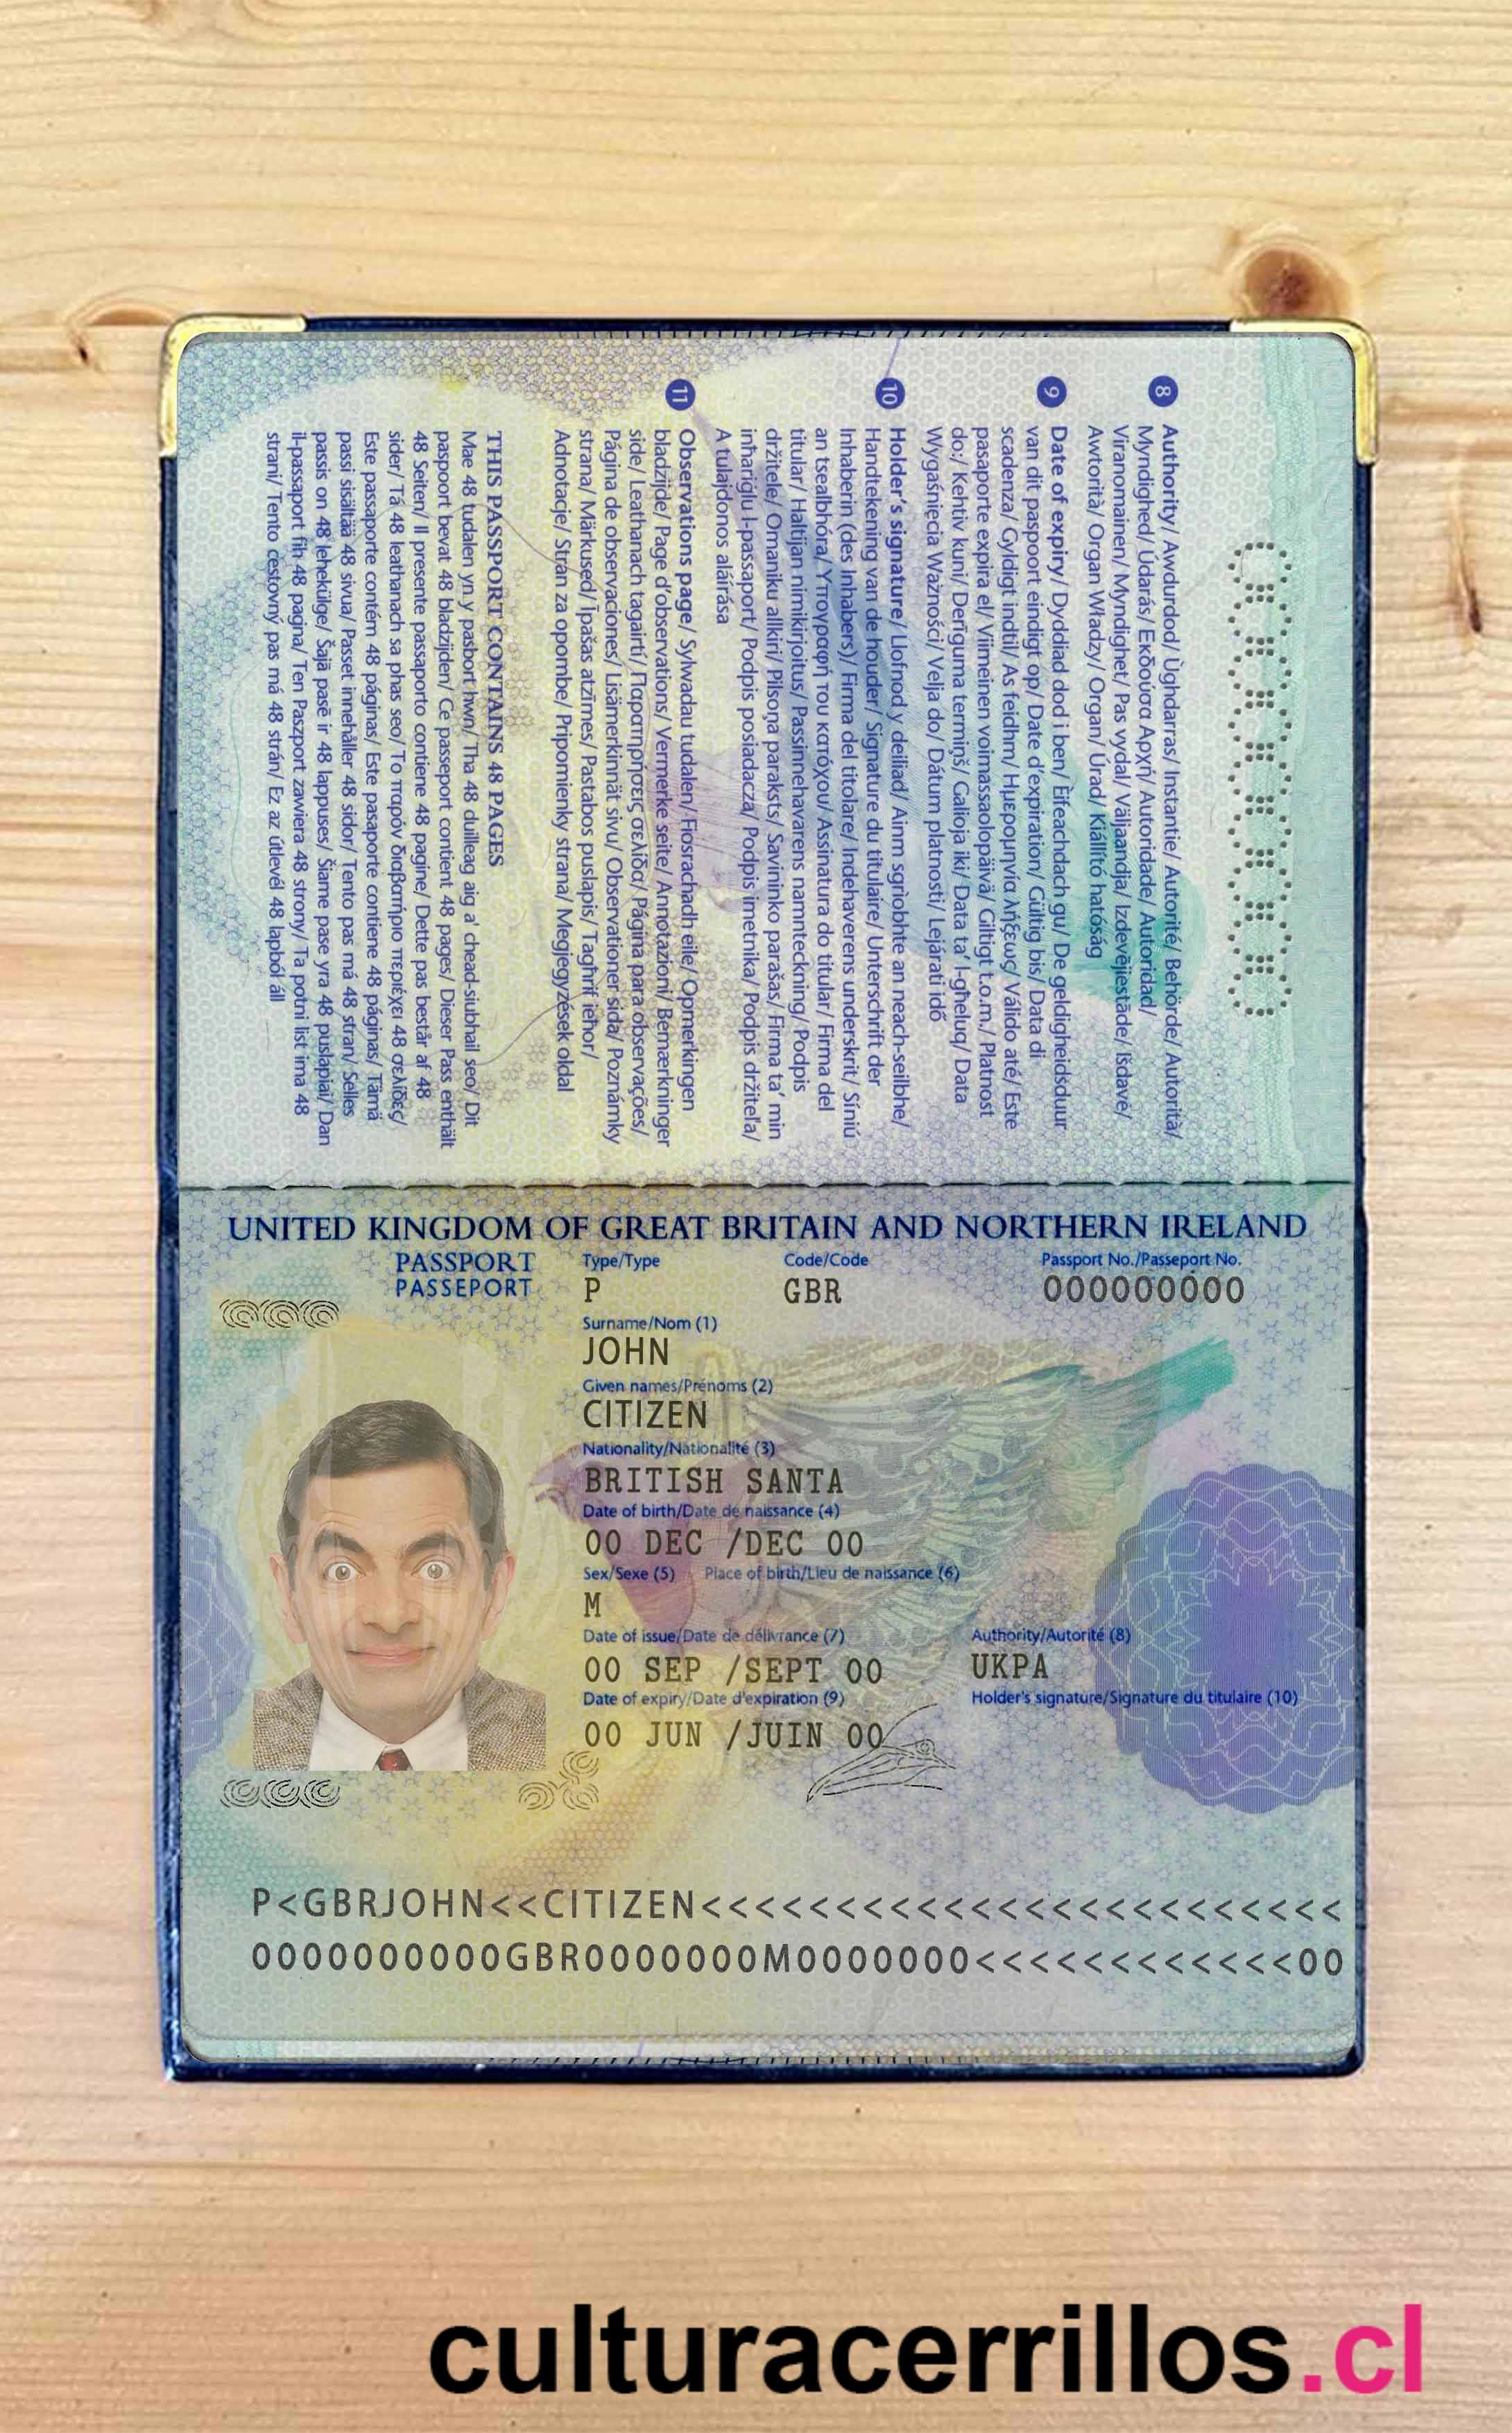 8 Authority/ Awdurdod/ Ùghdarras/ Instantie/ Autorité/ Behörde/ Autorità/
Myndighed/ Údarás/ Εκδούσα Αρχή/ Autoridade/ Autoridad/
Viranomainen/ Myndighet/ Pas vydal/ Väljaandja/ Izdevējiestāde/ Išdavė/
Awtorità/ Organ Władzy/ Organ/ Úrad/ Kiállító hatóság
9 Date of expiry/ Dyddiad dod i ben/ Èifeachdach gu/ De geldigheidsduur
van dit paspoort eindigt op/ Date d'expiration/ Gültig bis/ Data di
scadenza/ Gyldigt indtil/ As feidhm/ Ημερομηνία λήξεως/ Válido até/ Este
pasaporte expira el/ Viimeinen voimassaolopäivä/ Giltigt t.o.m./ Platnost
do:/ Kehtiv kuni/ Derīguma termiņš/ Galioja iki/ Data ta' l-għeluq/ Data
Wygaśnięcia Ważności/ Velja do/ Dátum platnosti/ Lejárati idő
10 Holder's signature/ Llofnod y deiliad/ Ainm sgrìobhte an neach-seilbhe/
Handtekening van de houder/ Signature du titulaire/ Unterschrift der
Inhaberin (des Inhabers)/ Firma del titolare/ Indehaverens underskrit/ Síniú
an tsealbhóra/ Υπογραφή του κατόχου/ Assinatura do titular/ Firma del
titular/ Haltijan nimikirjoitus/ Passinnehavarens namnteckning/ Podpis
držitele/ Omaniku allkiri/ Pilsoņa paraksts/ Savininko parašas/ Firma ta' min
inħariglu l-passaport/ Podpis posiadacza/ Podpis imetnika/ Podpis držiteľa/
A tulajdonos aláírása
11 Observations page/ Sylwadau tudalen/ Fiosrachadh eile/ Opmerkingen
bladzijde/ Page d'observations/ Vermerke seite/ Annotazioni/ Bemærkninger
side/ Leathanach tagairtí/ Παρατηρήσεις σελίδα/ Página para observações/
Página de observaciones/ Lisämerkinnät sivu/ Observationer sida/ Poznámky
strana/ Märkused/ Īpašas atzīmes/ Pastabos puslapis/ Tagħrif ieħor/
Adnotacje/ Stran za opombe/ Pripomienky strana/ Megjegyzések oldal
THIS PASSPORT CONTAINS 48 PAGES
Mae 48 tudalen yn y pasbort hwn/ Tha 48 duilleag aig a' chead-siubhail seo/ Dit
paspoort bevat 48 bladzijden/ Ce passeport contient 48 pages/ Dieser Pass enthält
48 Seiten/ Il presente passaporto contiene 48 pagine/ Dette pas består af 48
sider/ Tá 48 leathanach sa phas seo/ Το παρόν διαβατήριο περιέχει 48 σελίδες/
Este passaporte contém 48 páginas/ Este pasaporte contiene 48 páginas/ Tämä
passi sisältää 48 sivua/ Passet innehåller 48 sidor/ Tento pas má 48 stran/ Selles
passis on 48 lehekülge/ Šajā pasē ir 48 lappuses/ Šiame pase yra 48 puslapiai/ Dan
il-passaport fih 48 paġna/ Ten Paszport zawiera 48 strony/ Ta potni list ima 48
strani/ Tento cestovný pas má 48 strán/ Ez az útlevél 48 lapból áll
UNITED KINGDOM OF GREAT BRITAIN AND NORTHERN IRELAND
PASSPORT Type/Type Code/Code Passport No./Passeport No.
PASSEPORT P GBR 000000000
Surname/Nom (1)
JOHN
Given names/Prénoms (2)
CITIZEN
Nationality/Nationalité (3)
BRITISH SANTA
Date of birth/Date de naissance (4)
00 DEC /DEC 00
Sex/Sexe (5) Place of birth/Lieu de naissance (6)
M
Date of issue/Date de délivrance (7) Authority/Autorité (8)
00 SEP /SEPT 00 UKPA
Date of expiry/Date d'expiration (9) Holder's signature/Signature du titulaire (10)
00 JUN /JUIN 00
P<GBRJOHN<<CITIZEN<<<<<<<<<<<<<<<<<<<<<<<<
0000000000GBR0000000M0000000<<<<<<<<<<<<00
culturacerrillos.cl